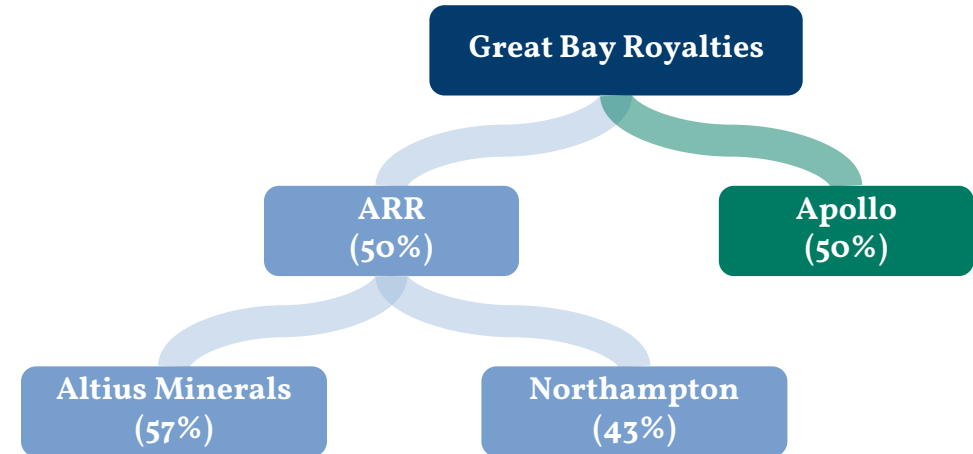 Great Bay Royalties
ARR
(50%)
Apollo
(50%)
Altius Minerals
(57%)
Northampton
(43%)